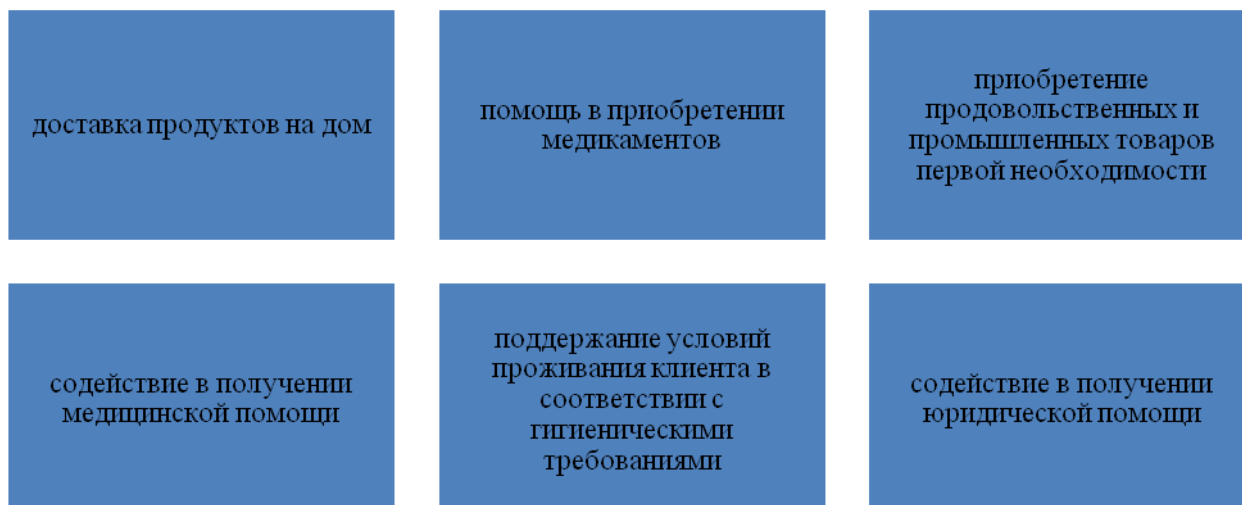 доставка продуктов на дом
помощь в приобретении
медикаментов
приобретение
продовольственных и
промышленных товаров
первой необходимости
содействие в получении
медицинской помощи
поддержание условий
проживания клиента в
соответствии с
гигиеническими
требованиями
содействие в получении
юридической помощи